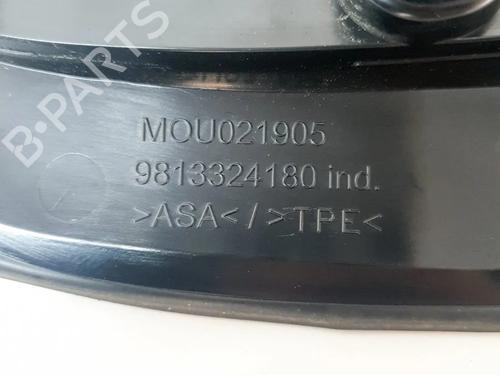 B-PARTS
MOU021905
9813324180 ind.
>ASA< / >TPE<